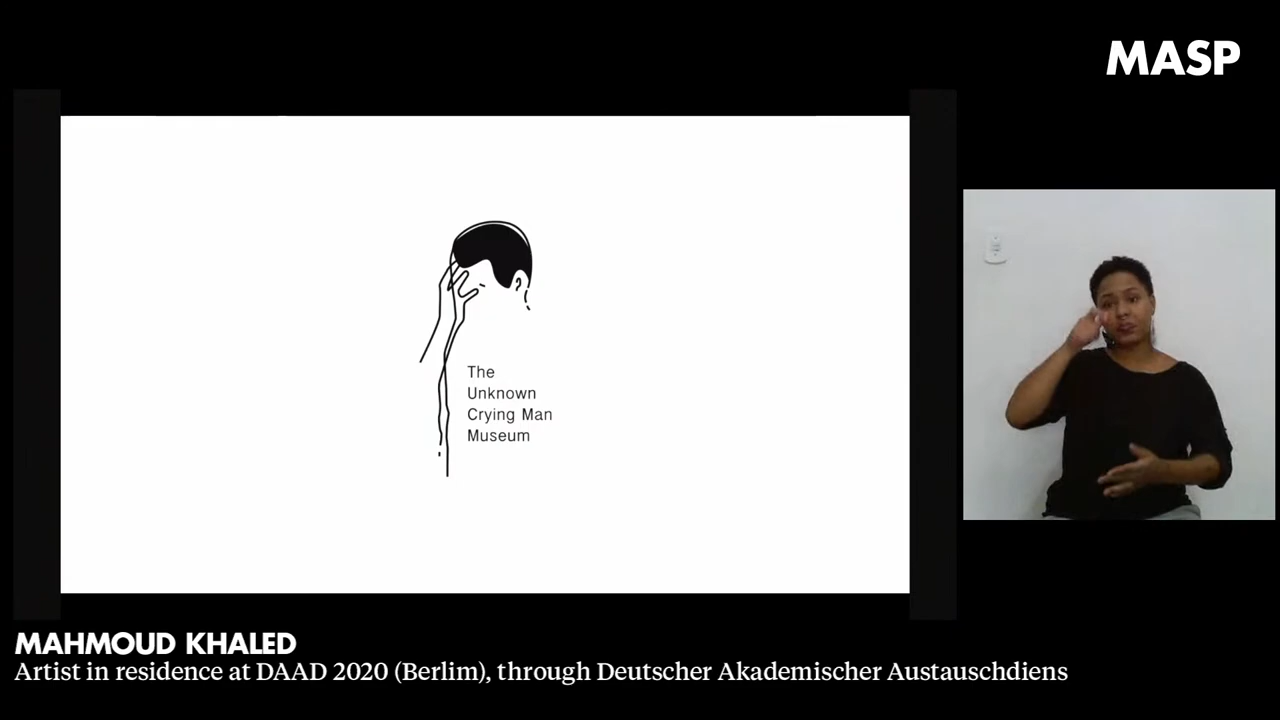 MASP
The
Unknown
Crying Man
Museum
MAHMOUD KHALED
Artist in residence at DAAD 2020 (Berlim), through Deutscher Akademischer Austauschdiens